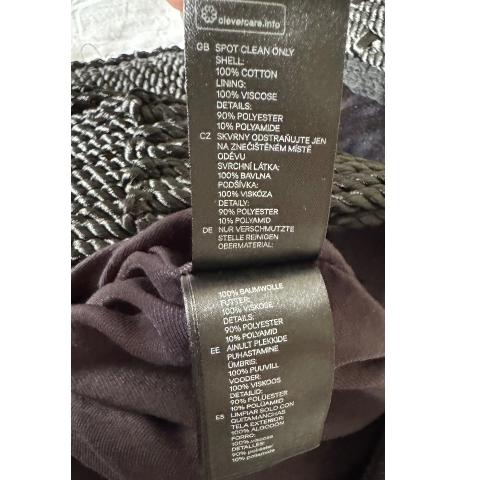 clevercare.info
GB SPOT CLEAN ONLY
SHELL:
100% COTTON
LINING:
100% VISCOSE
DETAILS:
90% POLYESTER
10% POLYAMIDE
CZ SKVRNY ODSTRAŇUJTE JEN
NA ZNEČIŠTĚNÉM MÍSTĚ
ODĚVU
SVRCHNÍ LÁTKA:
100% BAVLNA
PODŠÍVKA:
100% VISKÓZA
DETAILY:
90% POLYESTER
10% POLYAMID
DE NUR VERSCHMUTZTE
STELLE REINIGEN
OBERMATERIAL:
100% BAUMWOLLE
FUTTER:
100% VISKOSE
DETAILS:
90% POLYESTER
10% POLYAMID
EE AINULT PLEKKIDE
PUHASTAMINE
ÜMBRIS:
100% PUUVILL
VOODER:
100% VISKOOS
DETAILID:
90% POLÜESTER
10% POLÜAMID
ES LIMPIAR SOLO CON
QUITAMANCHAS
TELA EXTERIOR:
100% ALGODÓN
FORRO:
100% viscose
DETALLES:
90% poliéster
10% poliamida